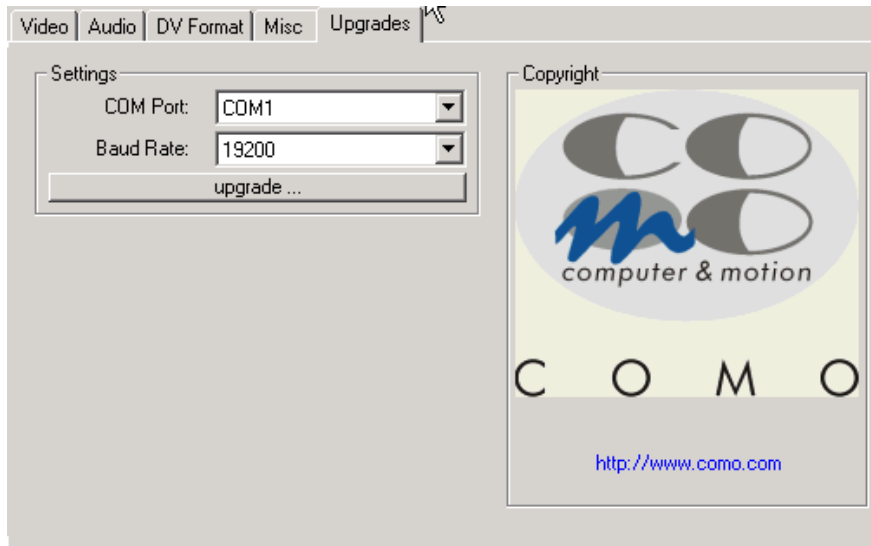 Video Audio DV Format Misc Upgrades
Settings
COM Port: COM1
Baud Rate: 19200
upgrade ...
Copyright
computer & motion
C O M O
http://www.como.com